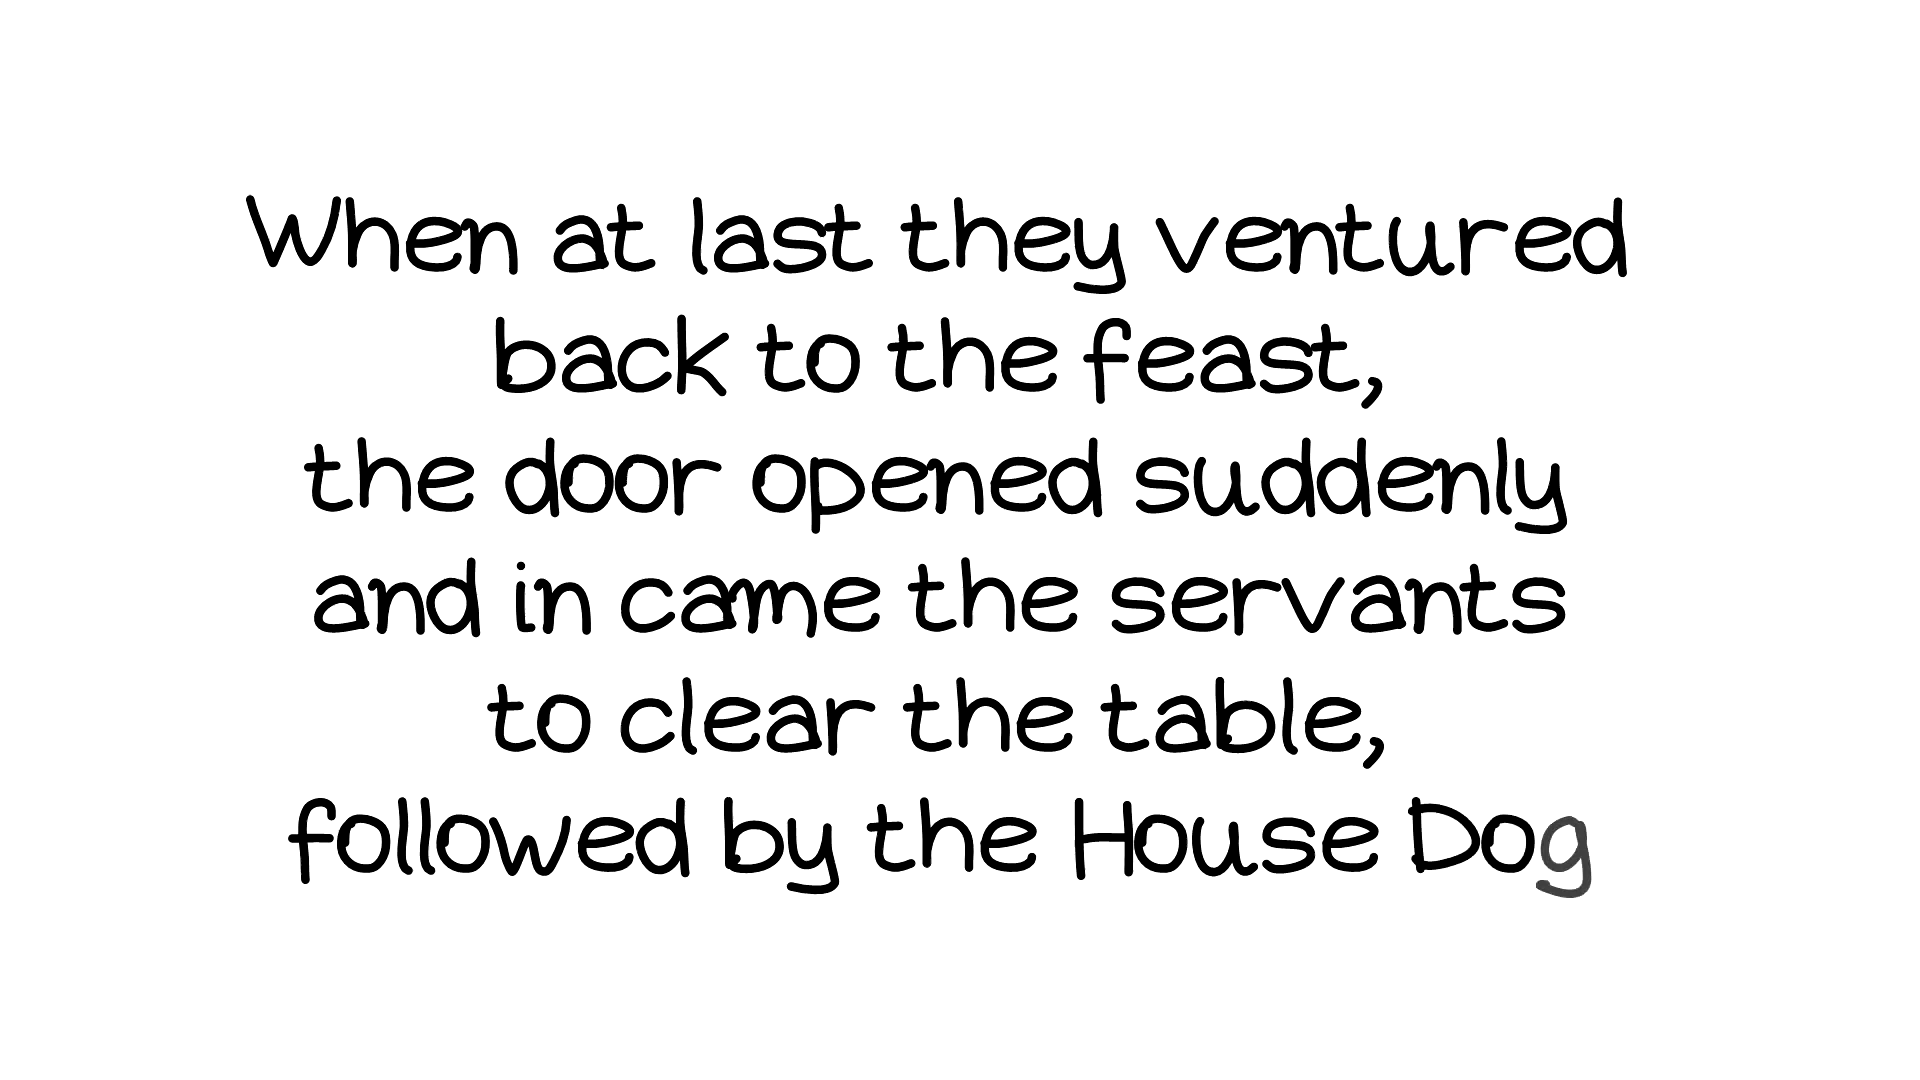 When at last they ventured
back to the feast,
the door opened suddenly
and in came the servants
to clear the table,
followed by the House Dog